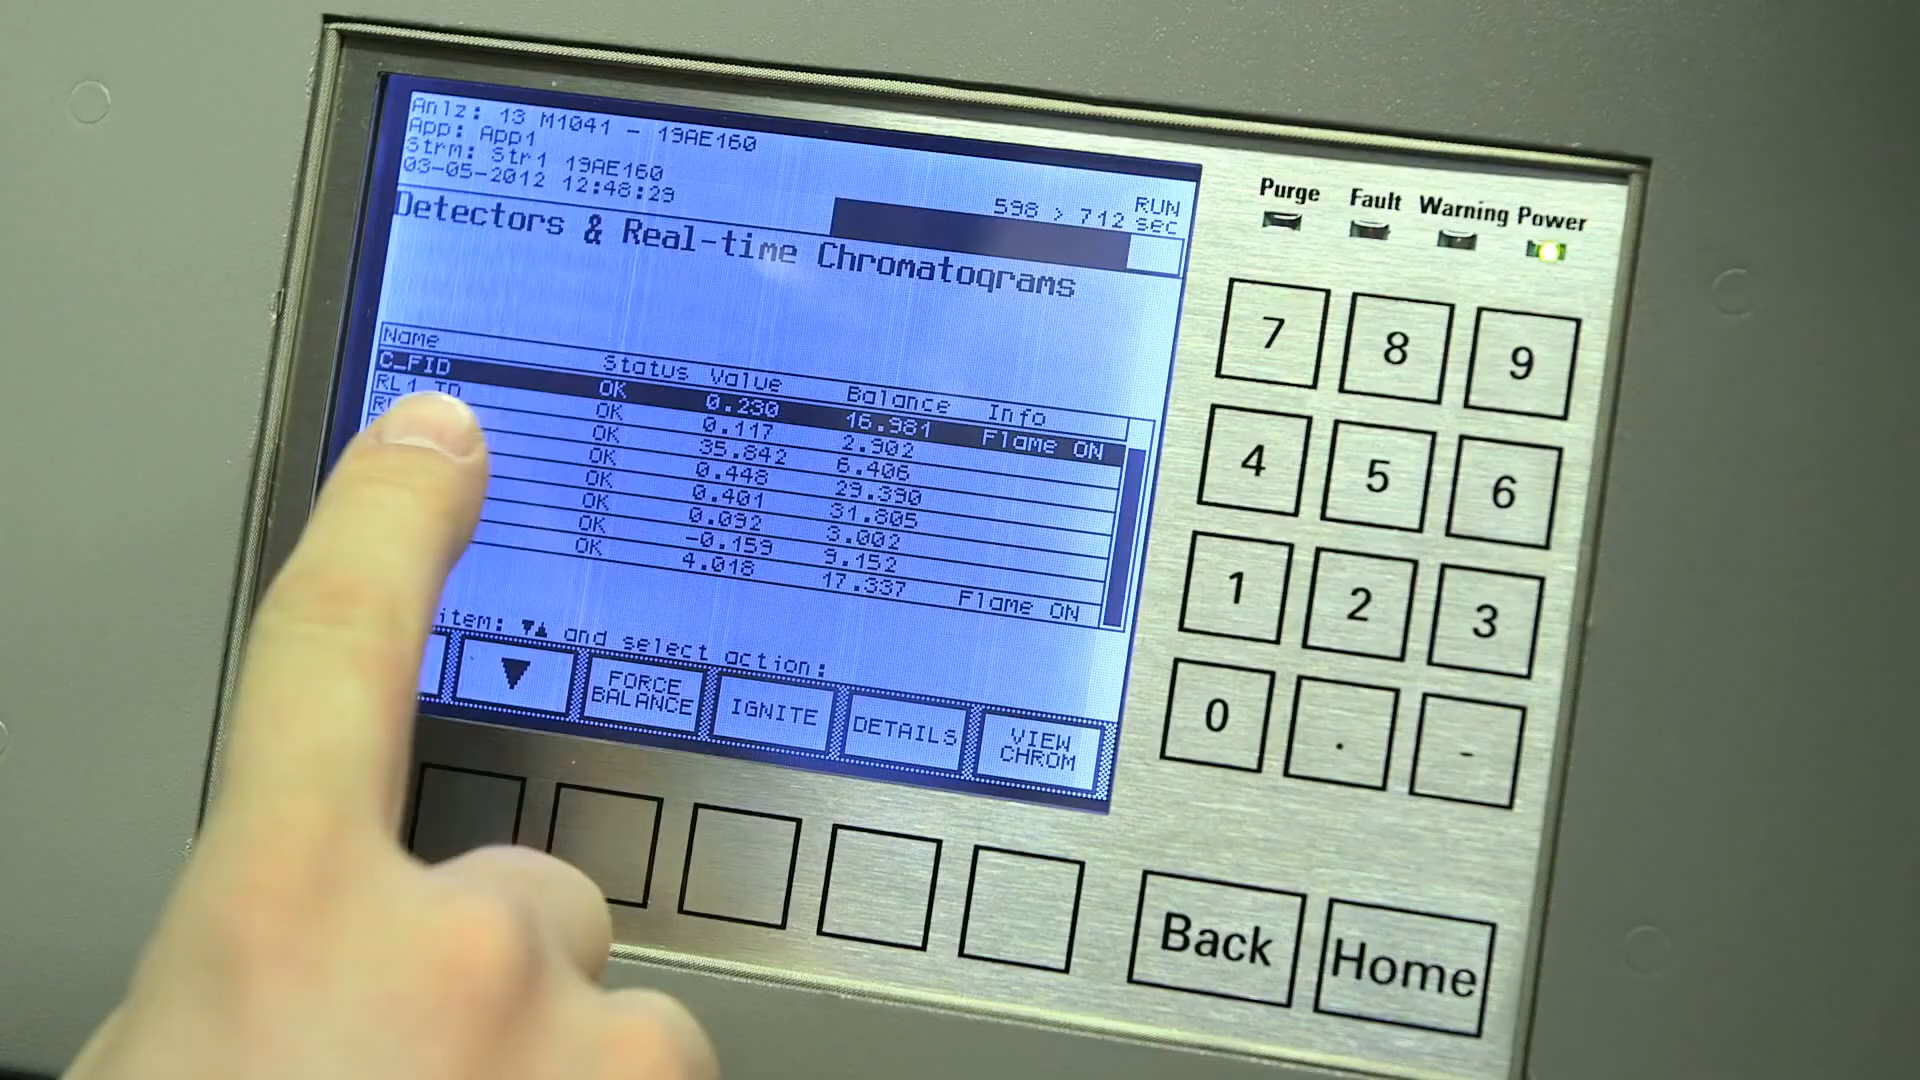 Anlz: 13 M1041 - 19AE160
App: App1
Strm: Str1 19AE160
03-05-2012 12:48:29
RUN
598 > 712 sec
Detectors & Real-time Chromatograms
Name Status Value Balance Info
C_FID OK 0.230 16.981 Flame ON
RL1 OK 0.117 2.902
OK 35.842 6.406
OK 0.448 29.390
OK 0.401 31.805
OK 0.092 3.002
OK -0.159 9.152
OK 4.018 17.337 Flame ON
item: ▼▲ and select action:
▼
FORCE BALANCE
IGNITE
DETAILS
VIEW CHROM
Purge Fault Warning Power
7 8 9
4 5 6
1 2 3
0 . -
Back Home